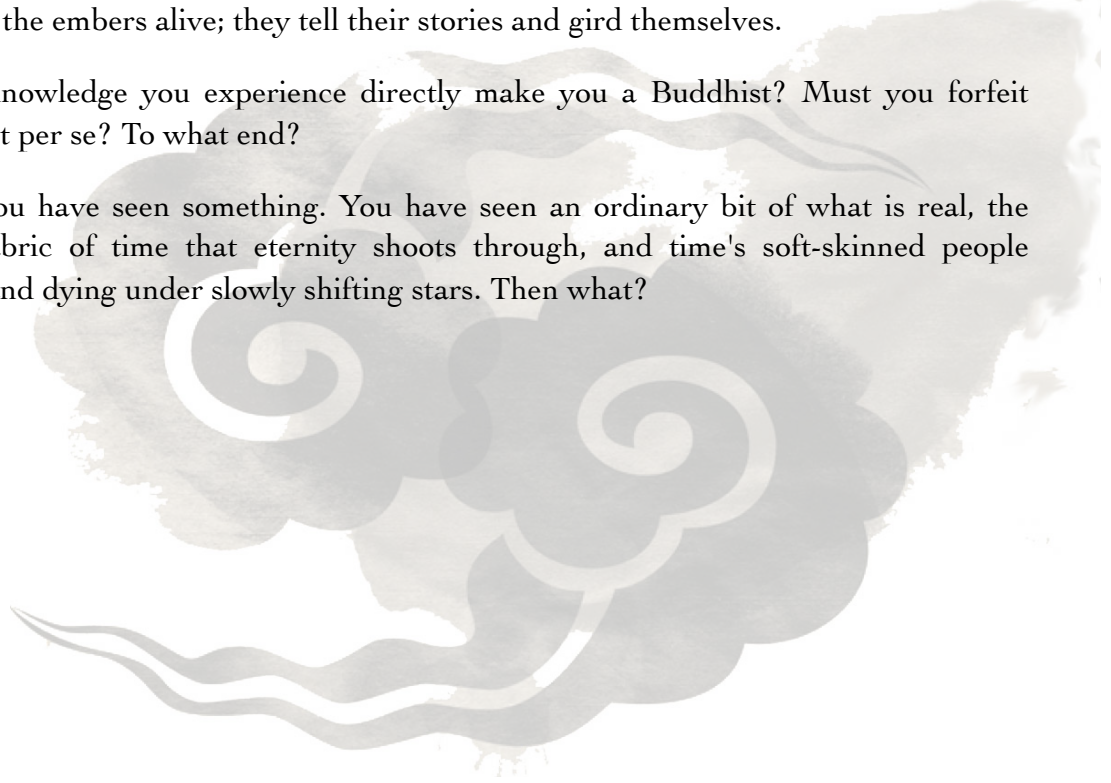 the embers alive; they tell their stories and gird themselves.
nowledge you experience directly make you a Buddhist? Must you forfeit
t per se? To what end?
ou have seen something. You have seen an ordinary bit of what is real, the
bric of time that eternity shoots through, and time's soft-skinned people
nd dying under slowly shifting stars. Then what?